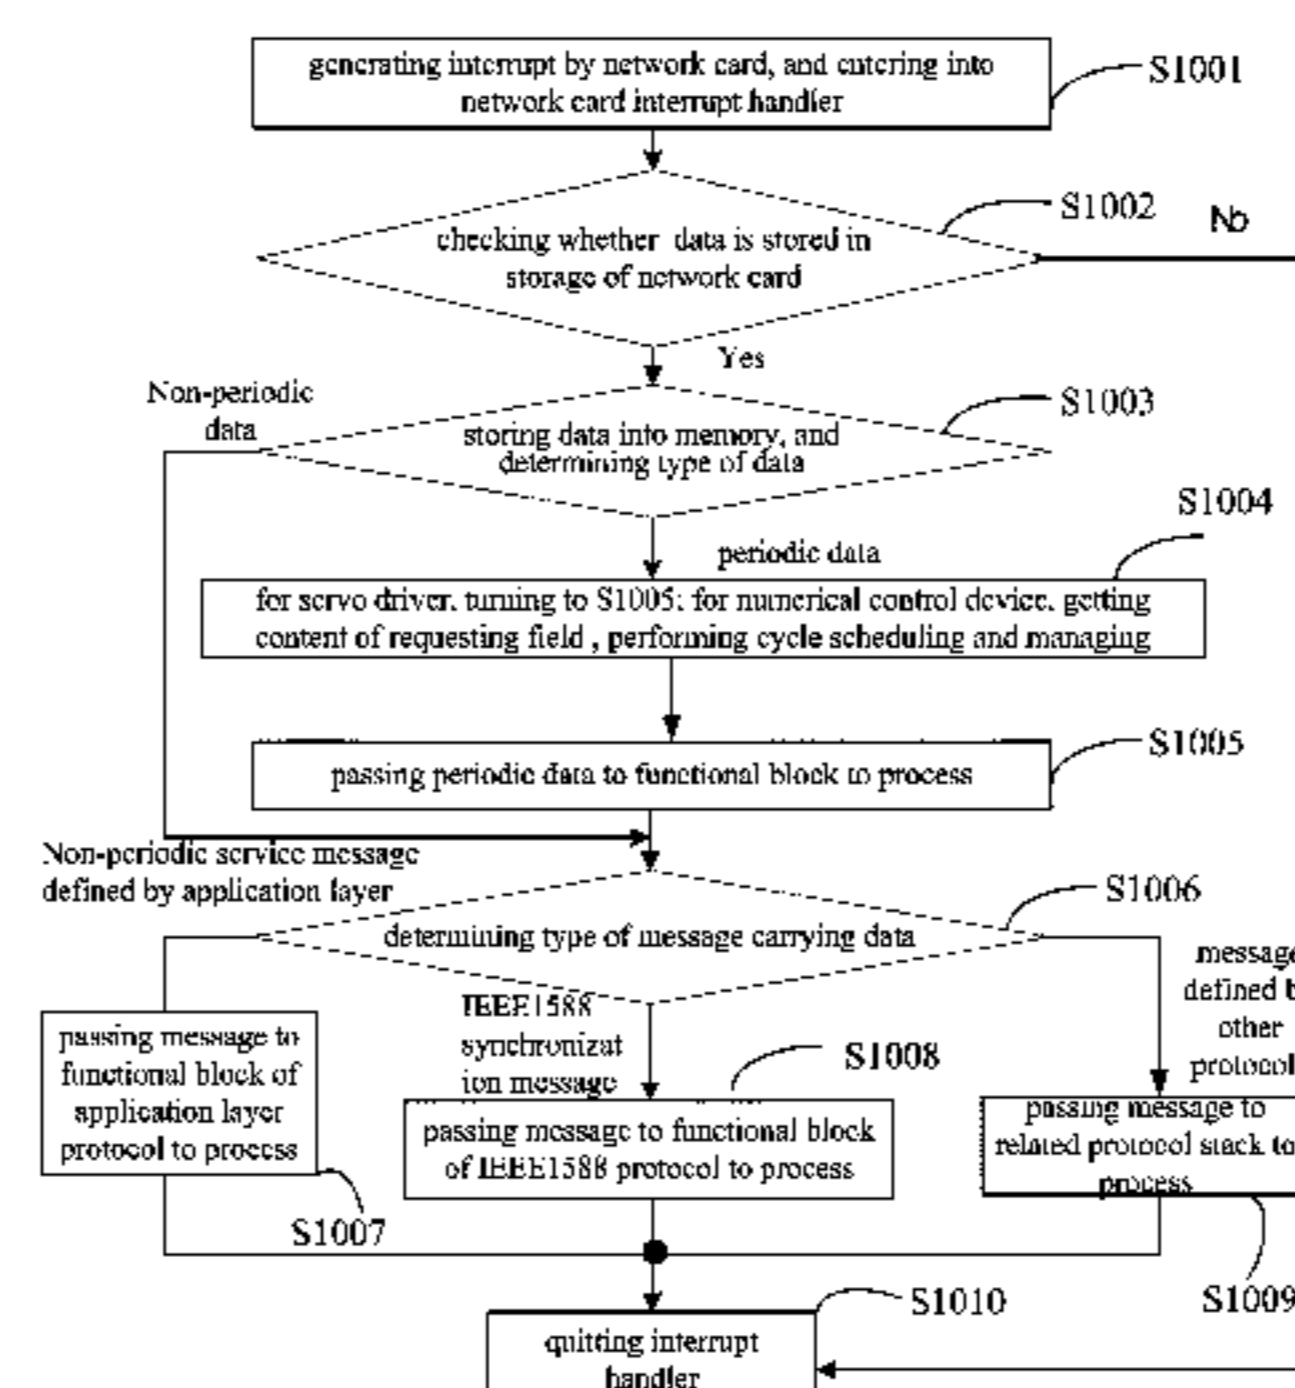 generating interrupt by network card, and entering into
network card interrupt handler
S1001
S1002
No
checking whether data is stored in
storage of network card
Yes
Non-periodic
data
S1003
storing data into memory, and
determining type of data
S1004
periodic data
for servo driver, turning to S1005; for numerical control device, getting
content of requesting field , performing cycle scheduling and managing
S1005
passing periodic data to functional block to process
Non-periodic service message
defined by application layer
S1006
determining type of message carrying data
message
defined b
other
protocol
IEEE1588
synchronizat
ion message
S1008
passing message to
functional block of
application layer
protocol to process
passing message to functional block
of IEEE1588 protocol to process
passing message to
related protocol stack to
process
S1007
S1009
S1010
quitting interrupt
handler